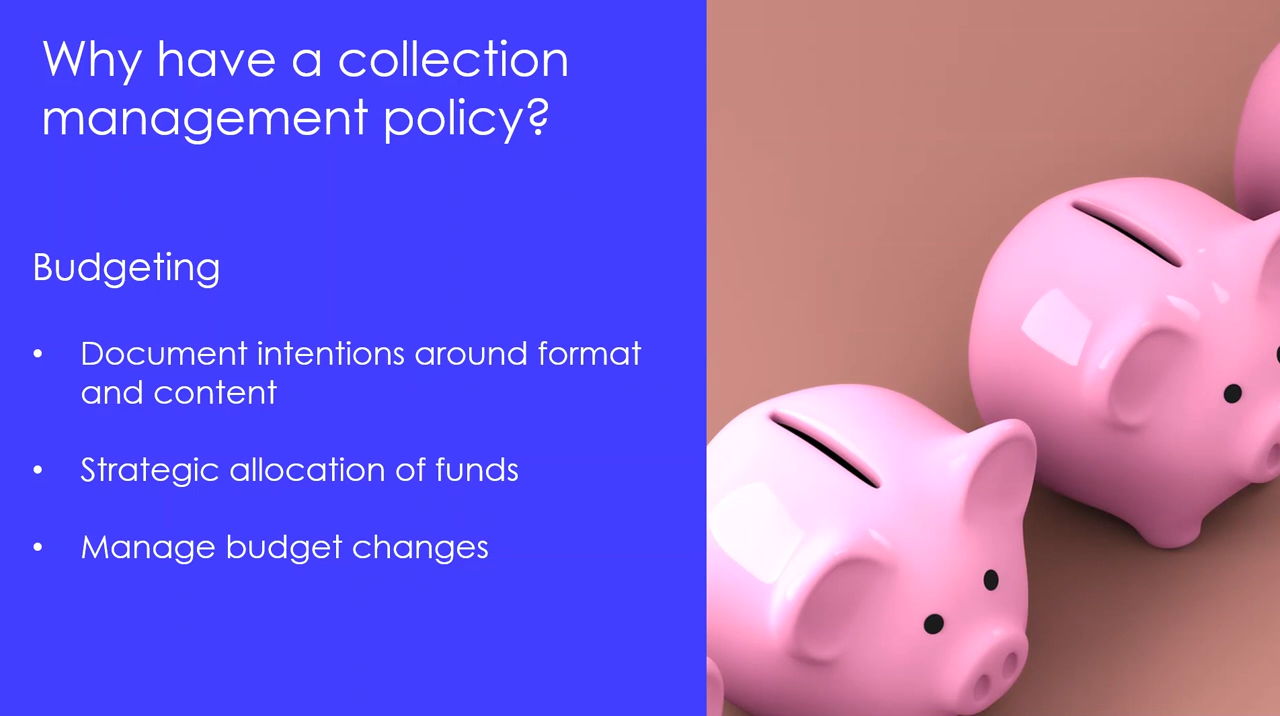 Why have a collection
management policy?
Budgeting
• Document intentions around format
and content
• Strategic allocation of funds
• Manage budget changes